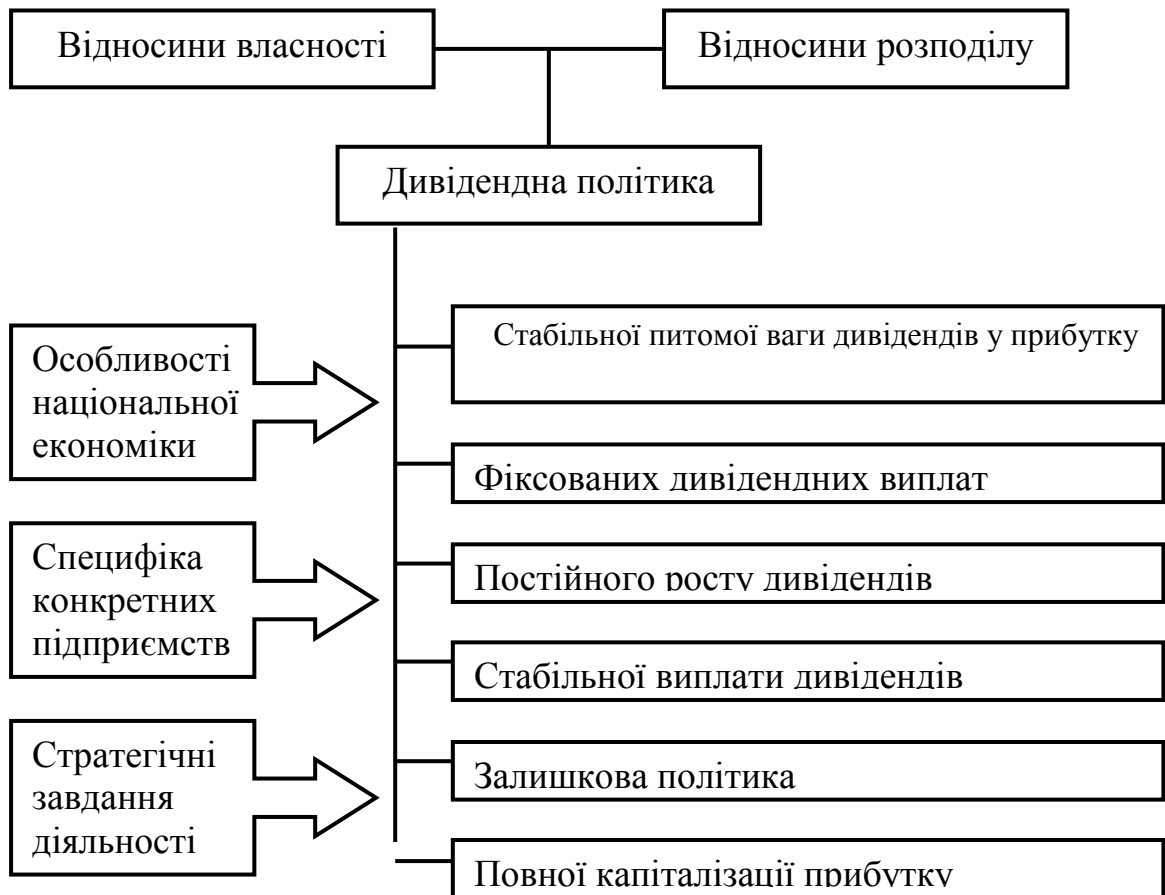 Відносини власності
Відносини розподілу
Дивідендна політика
Особливості
національної
економіки
Специфіка
конкретних
підприємств
Стратегічні
завдання
діяльності
Стабільної питомої ваги дивідендів у прибутку
Фіксованих дивідендних виплат
Постійного росту дивідендів
Стабільної виплати дивідендів
Залишкова політика
Повної капіталізації прибутку